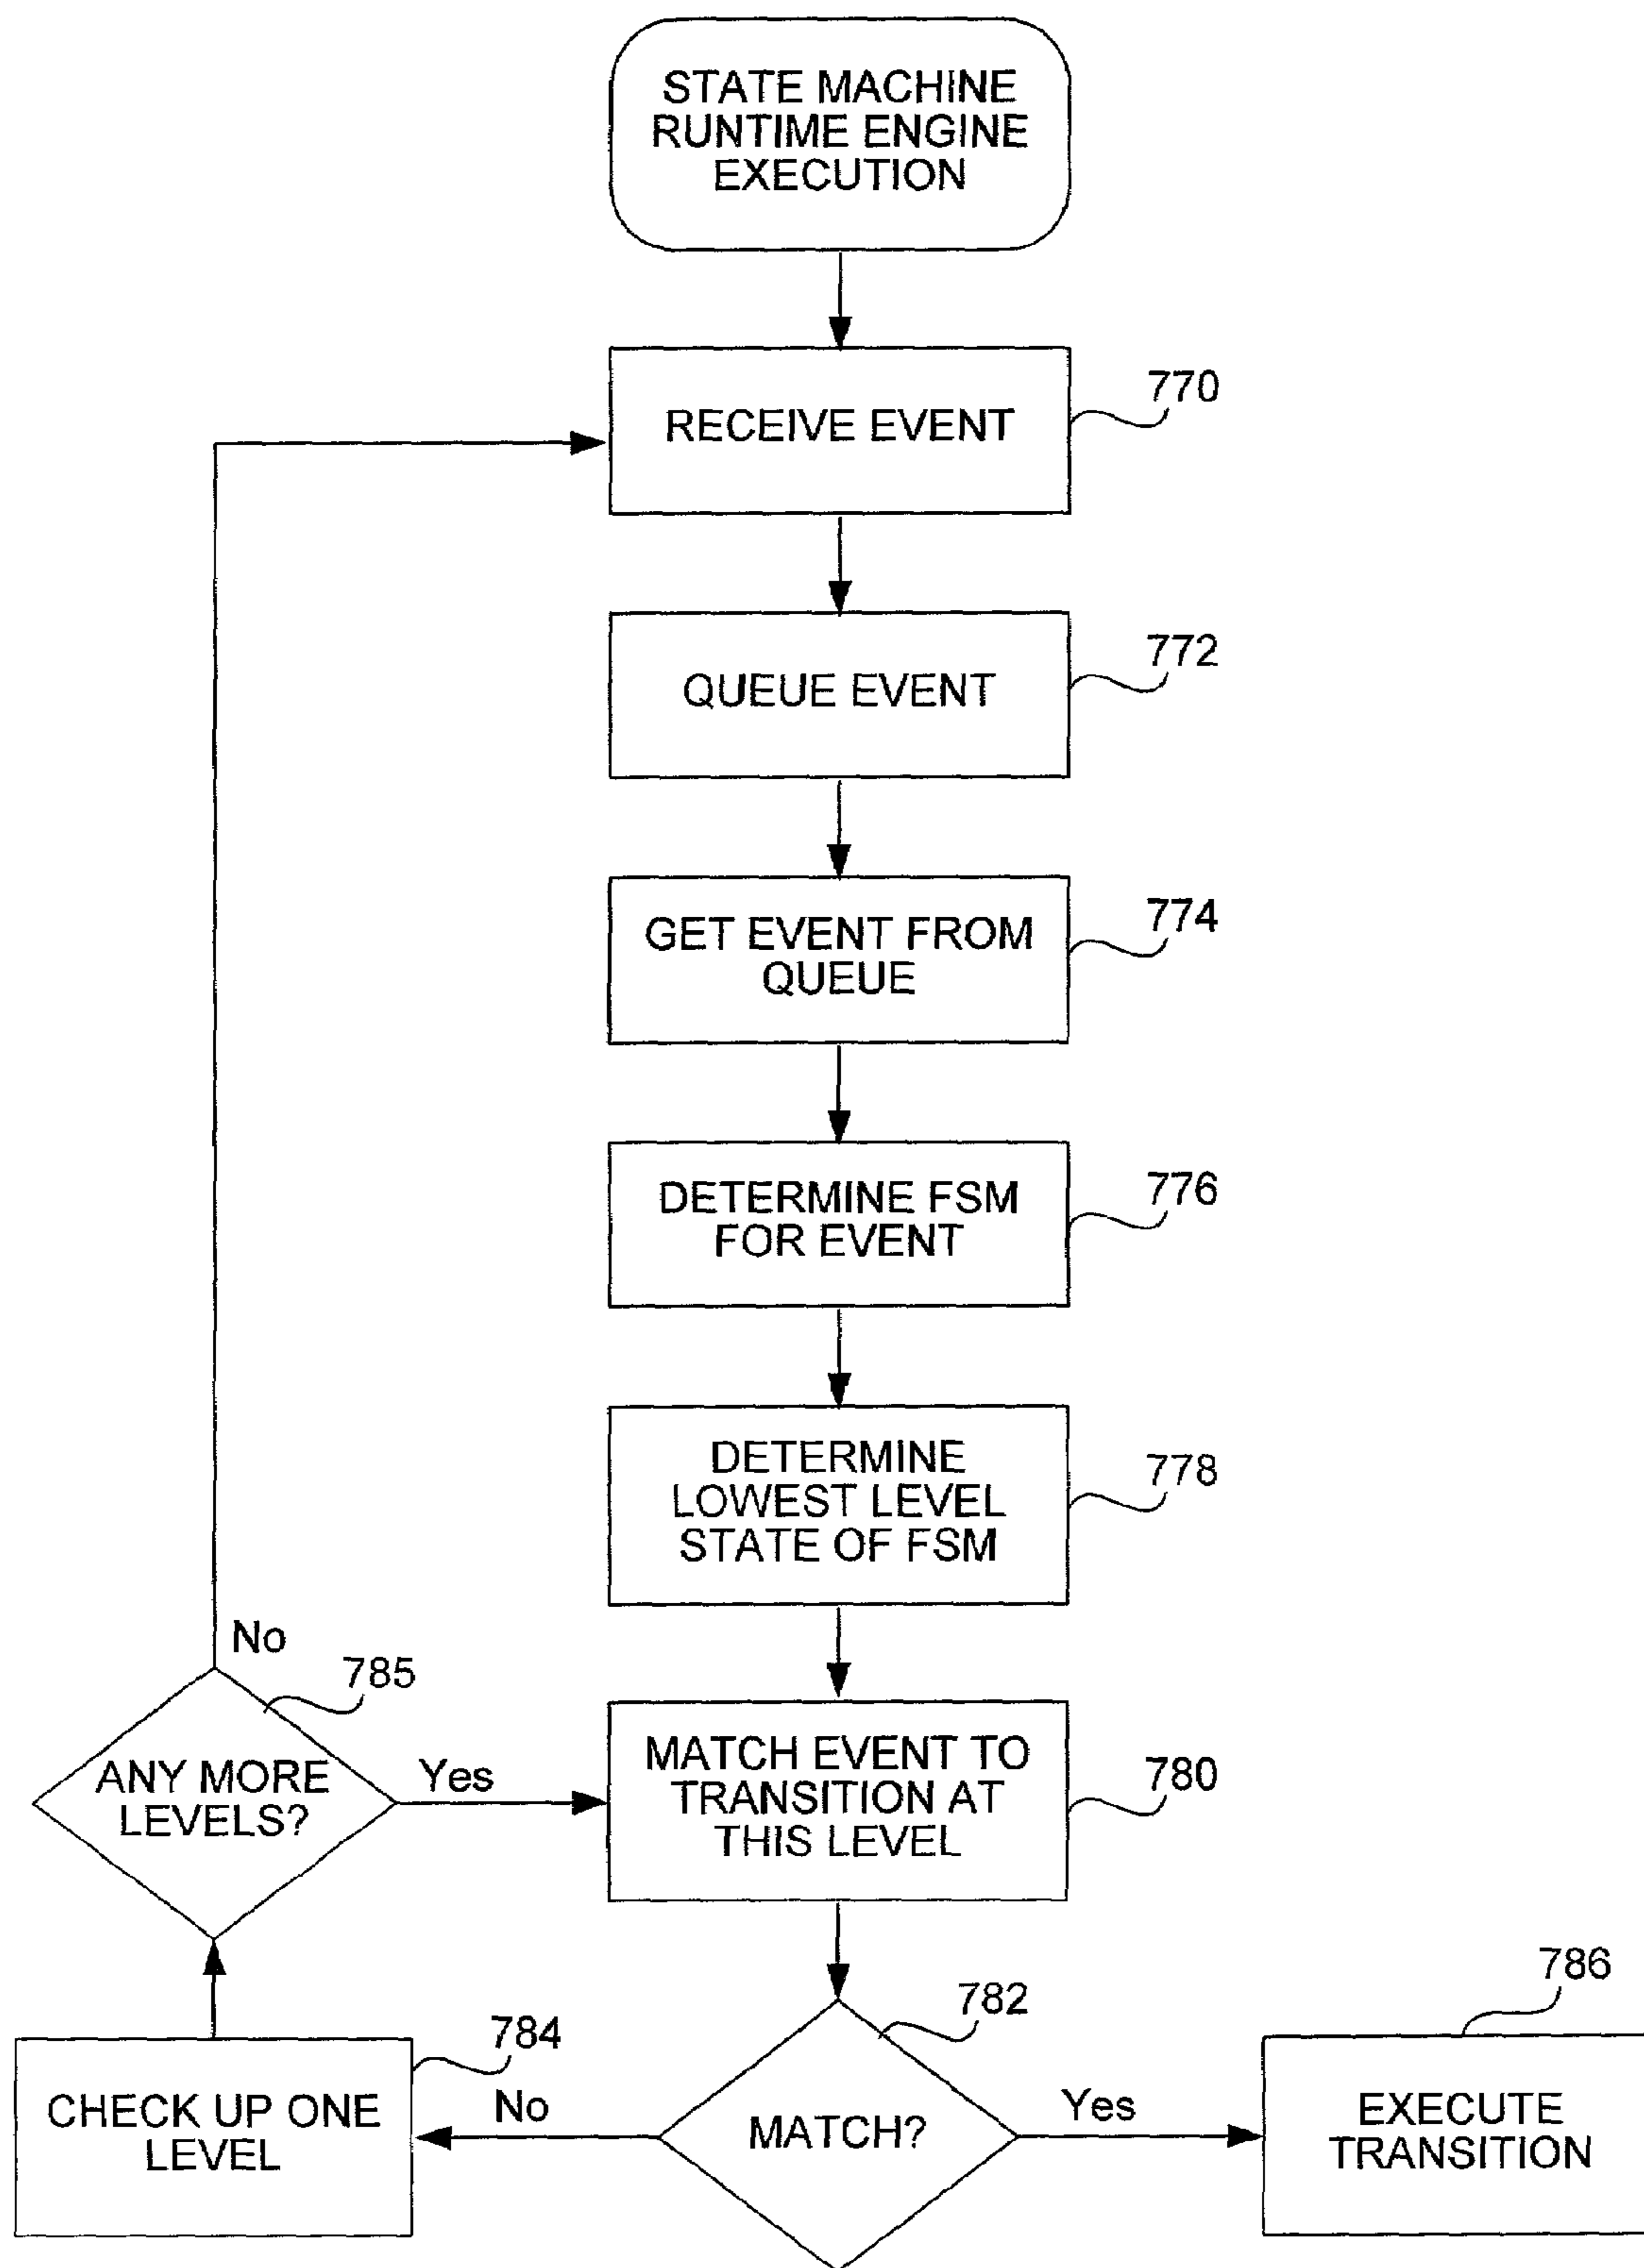 STATE MACHINE
RUNTIME ENGINE
EXECUTION
770
RECEIVE EVENT
772
QUEUE EVENT
774
GET EVENT FROM
QUEUE
776
DETERMINE FSM
FOR EVENT
778
DETERMINE
LOWEST LEVEL
STATE OF FSM
No
785
ANY MORE
LEVELS?
Yes
780
MATCH EVENT TO
TRANSITION AT
THIS LEVEL
782
MATCH?
784
No
CHECK UP ONE
LEVEL
Yes
786
EXECUTE
TRANSITION